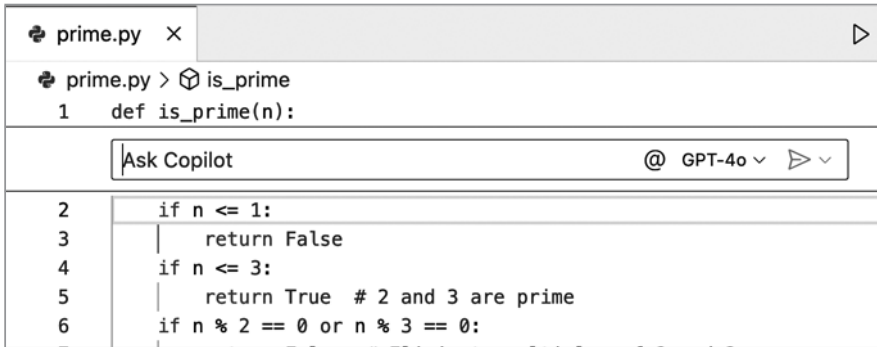 prime.py
prime.py > is_prime
1 def is_prime(n):
Ask Copilot @ GPT-4o
2 if n <= 1:
3 return False
4 if n <= 3:
5 return True # 2 and 3 are prime
6 if n % 2 == 0 or n % 3 == 0: